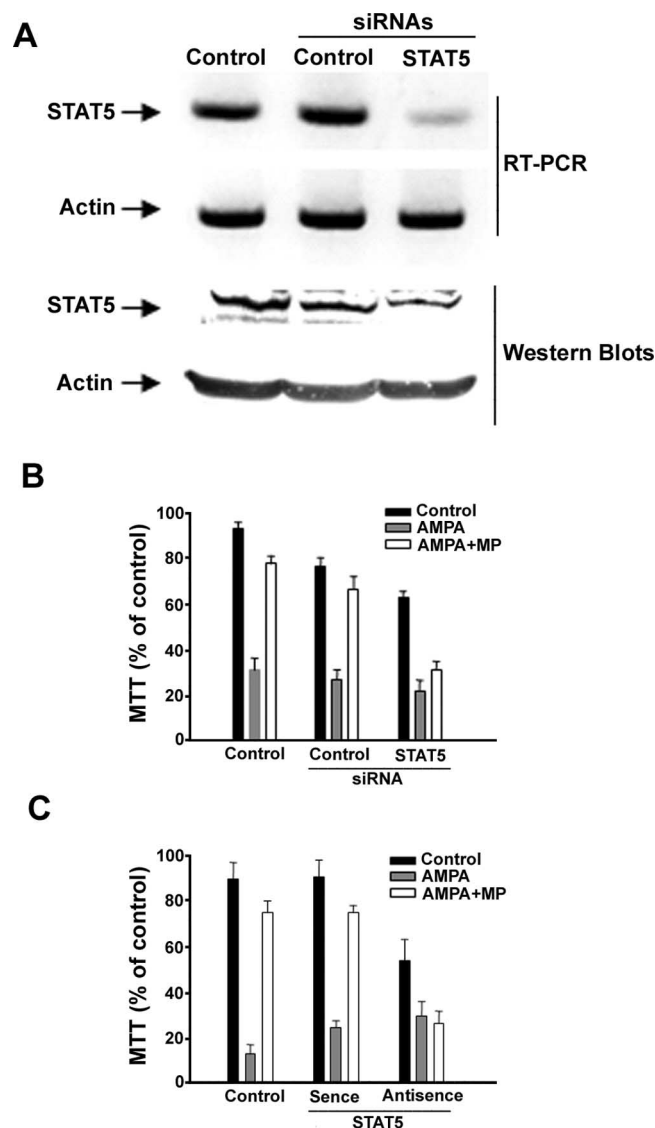 A
siRNAs
Control Control STAT5
STAT5
Actin
RT-PCR
STAT5
Actin
Western Blots
B
MTT (% of control)
100
80
60
40
20
0
Control
AMPA
AMPA+MP
Control Control STAT5
siRNA
C
MTT (% of control)
100
80
60
40
20
0
Control
AMPA
AMPA+MP
Control Sence Antisence
STAT5